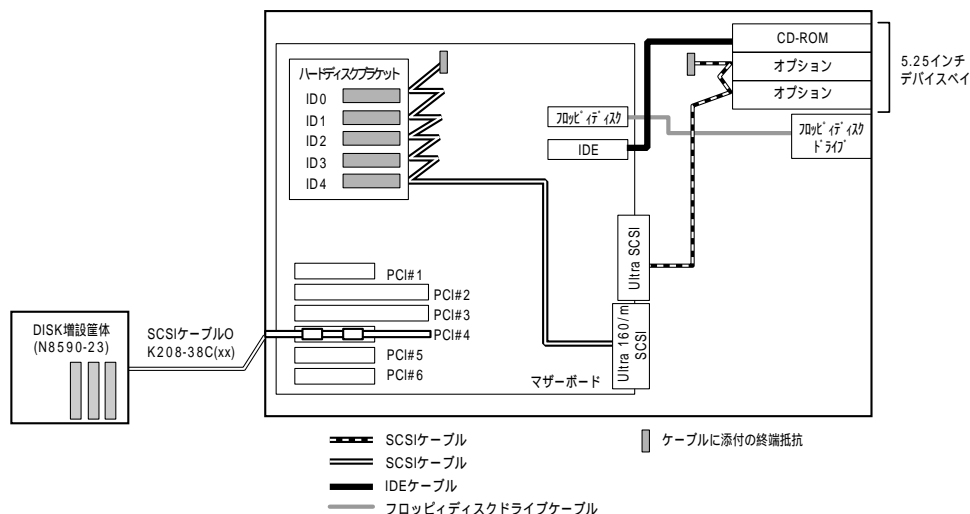 CD-ROM
オプション
オプション
5.25インチ
デバイスベイ
ハートﾞディスクブラケット
ID0
ID1
ID2
ID3
ID4
ﾌﾛｯﾋﾟｨﾃﾞｨｽｸ
IDE
ﾌﾛｯﾋﾟｨﾃﾞｨｽｸ
ﾄﾞﾗｲﾌﾞ
Ultra SCSI
Ultra 160/m
SCSI
PCI#1
PCI#2
PCI#3
PCI#4
PCI#5
PCI#6
マザーボード
DISK増設筐体
(N8590-23)
SCSIケーブルO
K208-38C(xx)
SCSIケーブル
SCSIケーブル
IDEケーブル
フロッピィディスクドライブケーブル
ケーブルに添付の終端抵抗